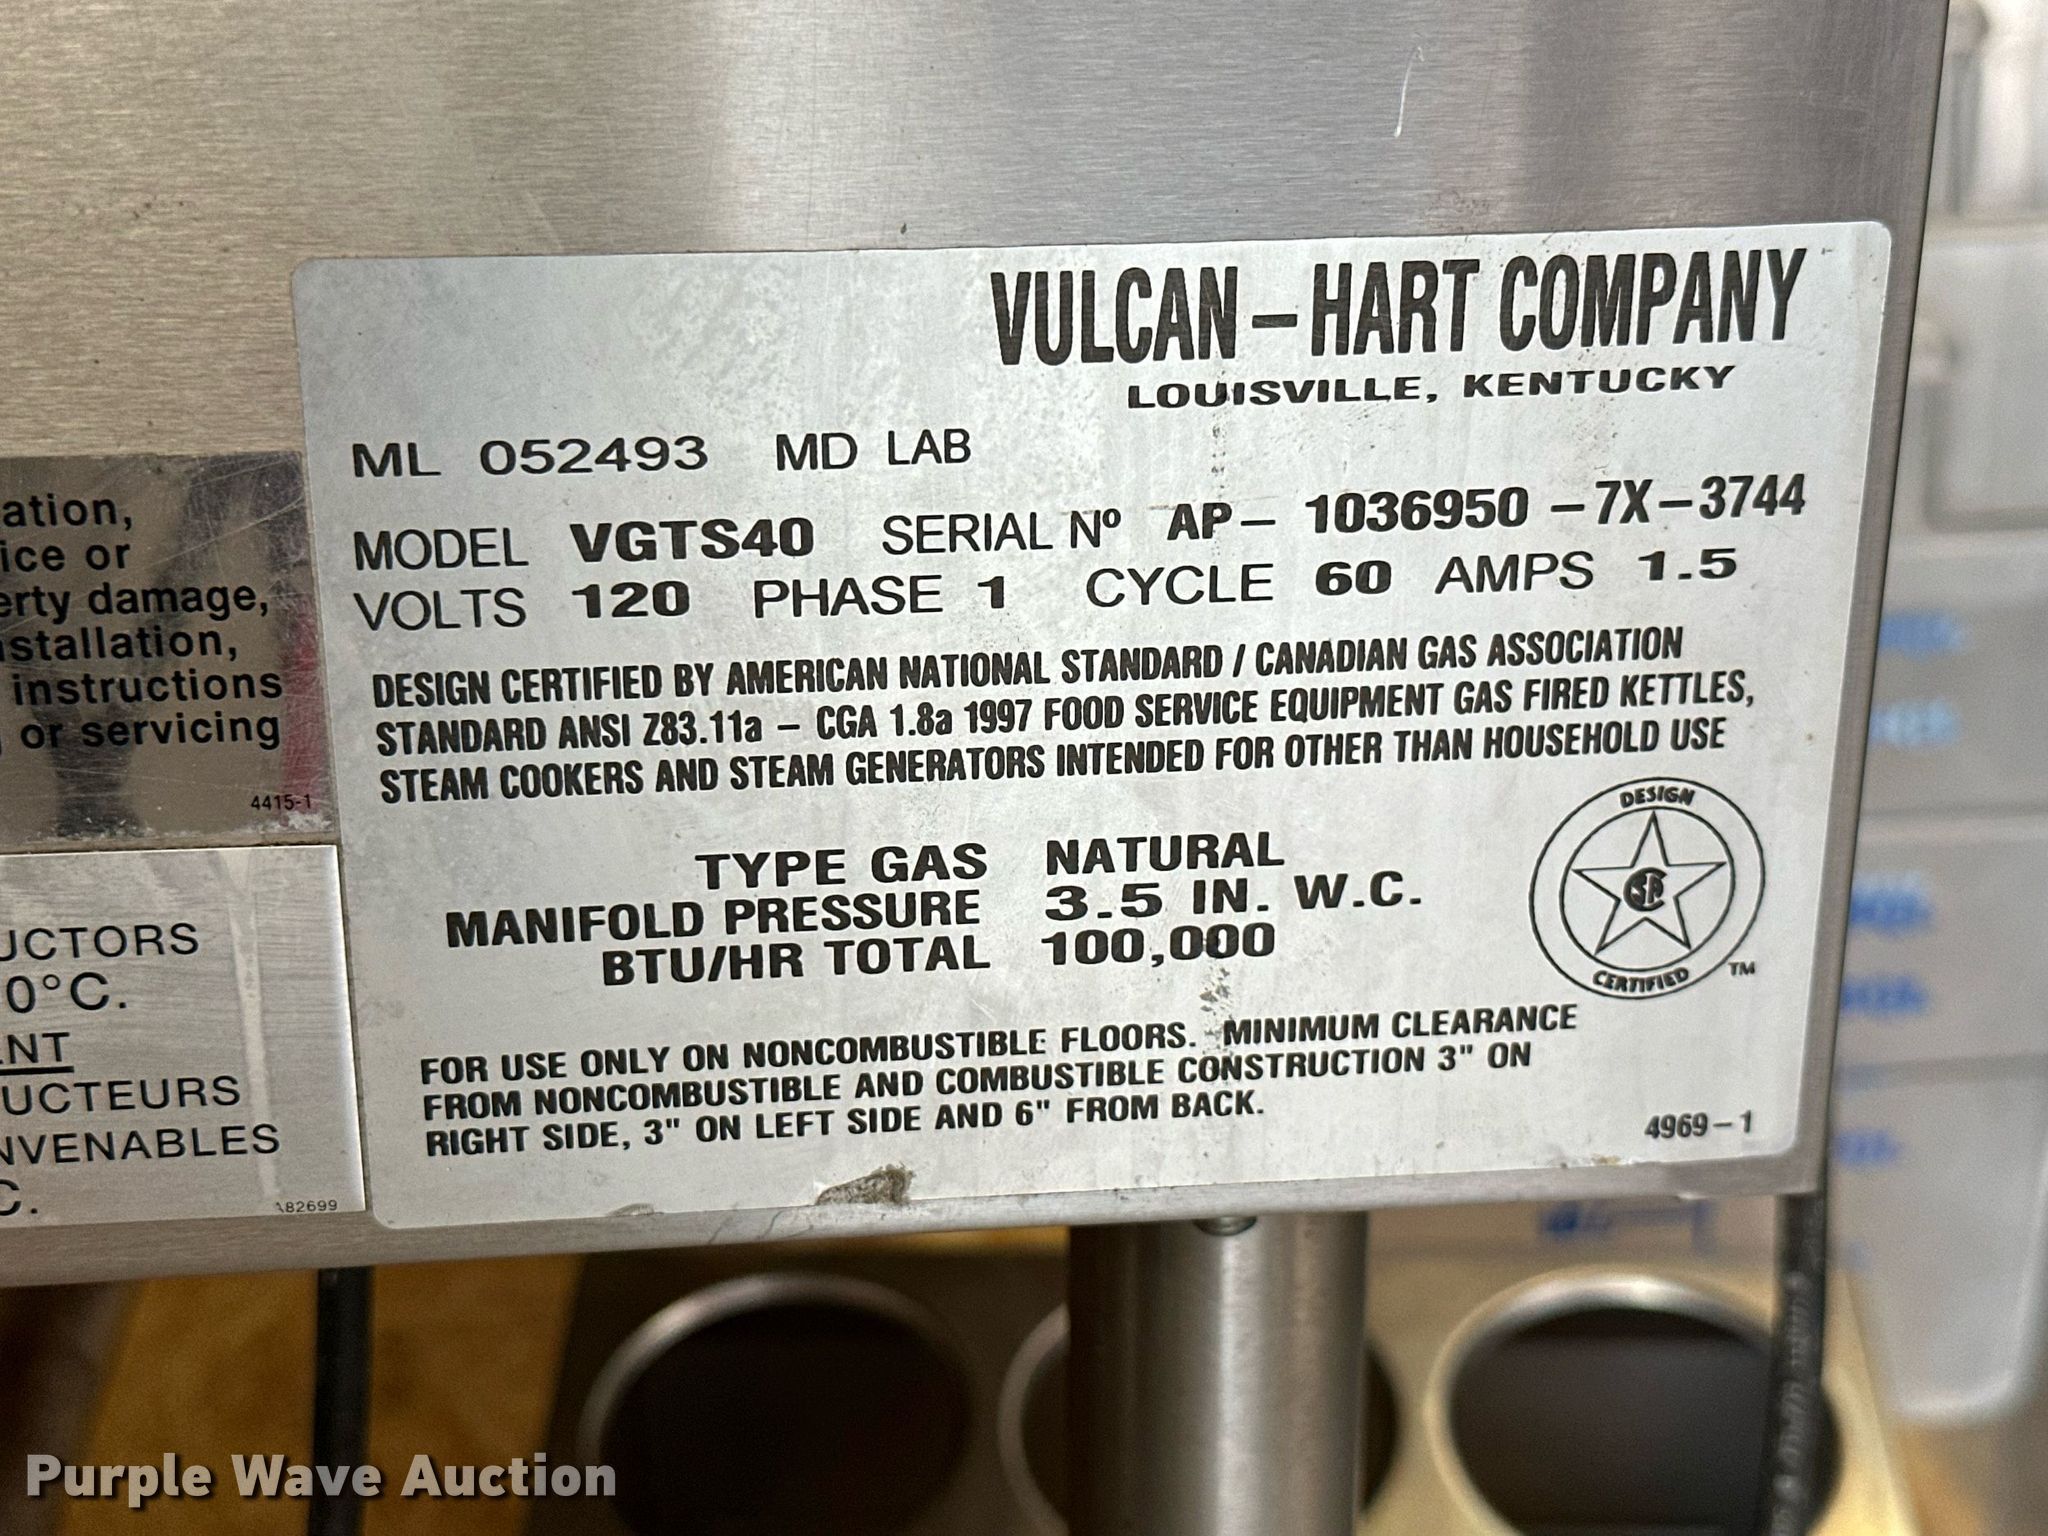 VULCAN – HART COMPANY
LOUISVILLE, KENTUCKY
ML 052493 MD LAB
MODEL VGTS40 SERIAL Nº AP– 1036950 –7X–3744
VOLTS 120 PHASE 1 CYCLE 60 AMPS 1.5
DESIGN CERTIFIED BY AMERICAN NATIONAL STANDARD / CANADIAN GAS ASSOCIATION
STANDARD ANSI Z83.11a – CGA 1.8a 1997 FOOD SERVICE EQUIPMENT GAS FIRED KETTLES,
STEAM COOKERS AND STEAM GENERATORS INTENDED FOR OTHER THAN HOUSEHOLD USE
TYPE GAS NATURAL
MANIFOLD PRESSURE 3.5 IN. W.C.
BTU/HR TOTAL 100,000
DESIGN
CERTIFIED TM
FOR USE ONLY ON NONCOMBUSTIBLE FLOORS. MINIMUM CLEARANCE
FROM NONCOMBUSTIBLE AND COMBUSTIBLE CONSTRUCTION 3" ON
RIGHT SIDE, 3" ON LEFT SIDE AND 6" FROM BACK.
4969–1
ation,
ice or
erty damage,
stallation,
instructions
or servicing
4415-1
UCTORS
0°C.
NT
UCTEURS
NVENABLES
C.
82699
Purple Wave Auction